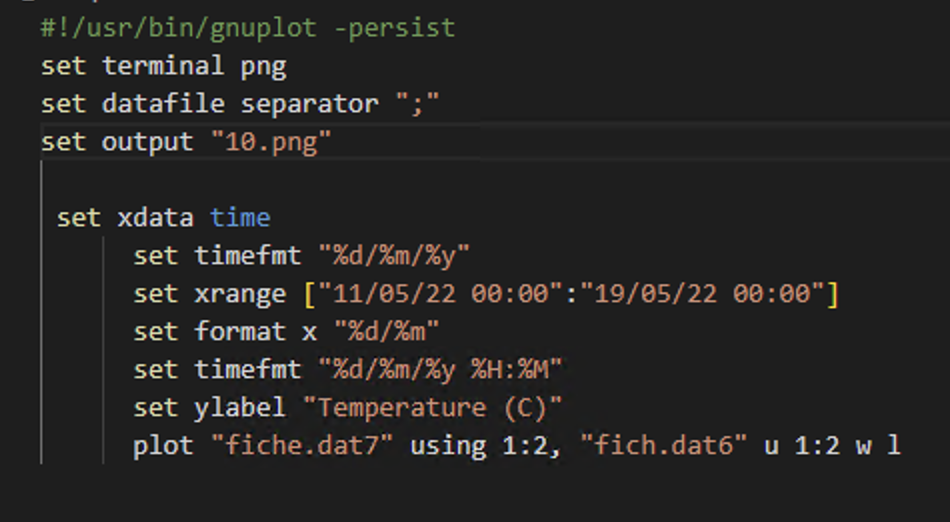 #!/usr/bin/gnuplot -persist
set terminal png
set datafile separator ";"
set output "10.png"
set xdata time
set timefmt "%d/%m/%y"
set xrange ["11/05/22 00:00":"19/05/22 00:00"]
set format x "%d/%m"
set timefmt "%d/%m/%y %H:%M"
set ylabel "Temperature (C)"
plot "fiche.dat7" using 1:2, "fich.dat6" u 1:2 w l